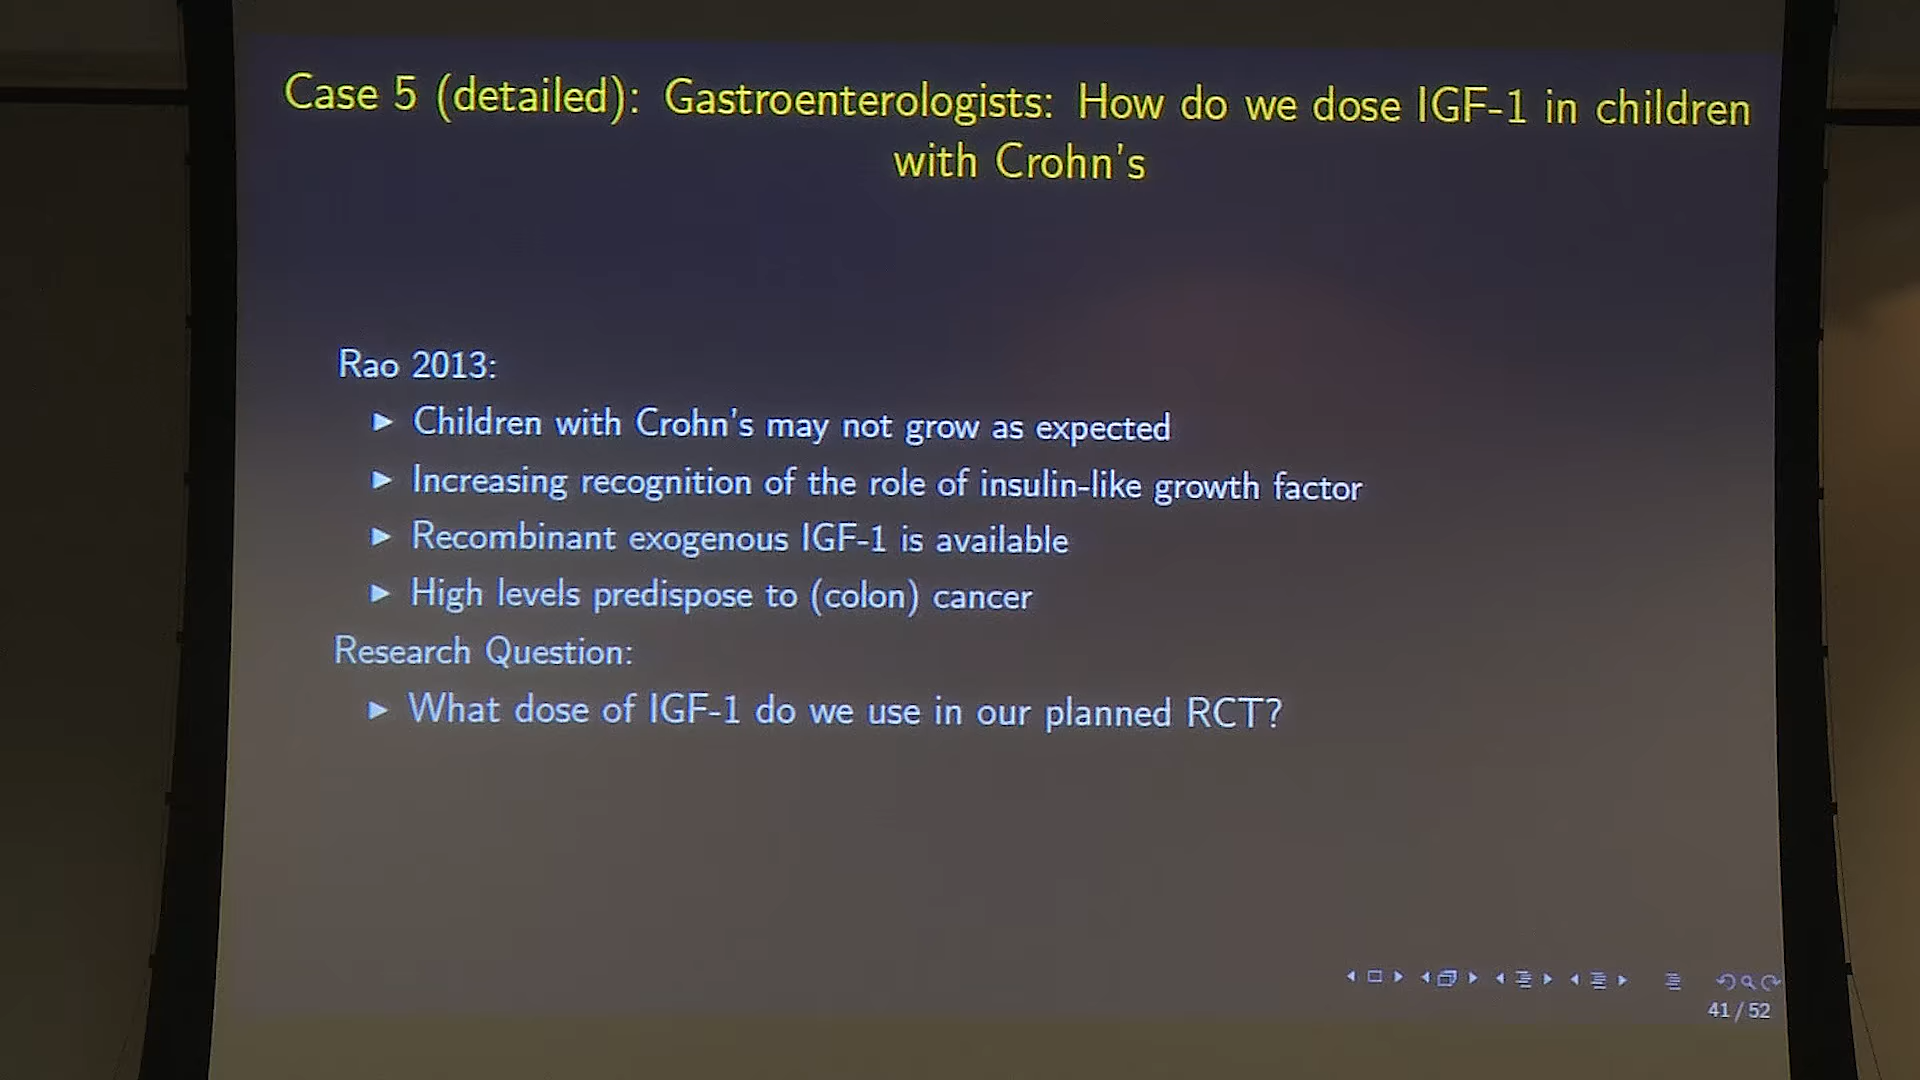 Case 5 (detailed): Gastroenterologists: How do we dose IGF-1 in children
with Crohn's
Rao 2013:
▶ Children with Crohn's may not grow as expected
▶ Increasing recognition of the role of insulin-like growth factor
▶ Recombinant exogenous IGF-1 is available
▶ High levels predispose to (colon) cancer
Research Question:
▶ What dose of IGF-1 do we use in our planned RCT?
41 / 52